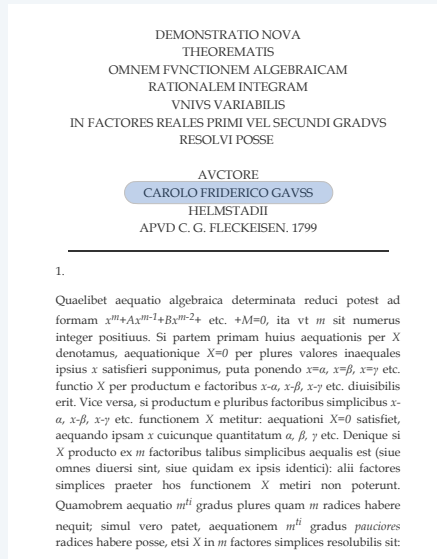 DEMONSTRATIO NOVA
THEOREMATIS
OMNEM FVNCTIONEM ALGEBRAICAM
RATIONALEM INTEGRAM
VNIVS VARIABILIS
IN FACTORES REALES PRIMI VEL SECUNDI GRADVS
RESOLVI POSSE
AVCTORE
CAROLO FRIDERICO GAVSS
HELMSTADII
APVD C. G. FLECKEISEN. 1799
1.
Quaelibet aequatio algebraica determinata reduci potest ad
formam x^m+Ax^{m-1}+Bx^{m-2}+ etc. +M=0, ita vt m sit numerus
integer positiuus. Si partem primam huius aequationis per X
denotamus, aequationique X=0 per plures valores inaequales
ipsius x satisfieri supponimus, puta ponendo x=α, x=β, x=γ etc.
functio X per productum e factoribus x-α, x-β, x-γ etc. diuisibilis
erit. Vice versa, si productum e pluribus factoribus simplicibus x-
α, x-β, x-γ etc. functionem X metitur: aequationi X=0 satisfiet,
aequando ipsam x cuicunque quantitatum α, β, γ etc. Denique si
X producto ex m factoribus talibus simplicibus aequalis est (siue
omnes diuersi sint, siue quidam ex ipsis identici): alii factores
simplices praeter hos functionem X metiri non poterunt.
Quamobrem aequatio m^{ti} gradus plures quam m radices habere
nequit; simul vero patet, aequationem m^{ti} gradus pauciores
radices habere posse, etsi X in m factores simplices resolubilis sit: